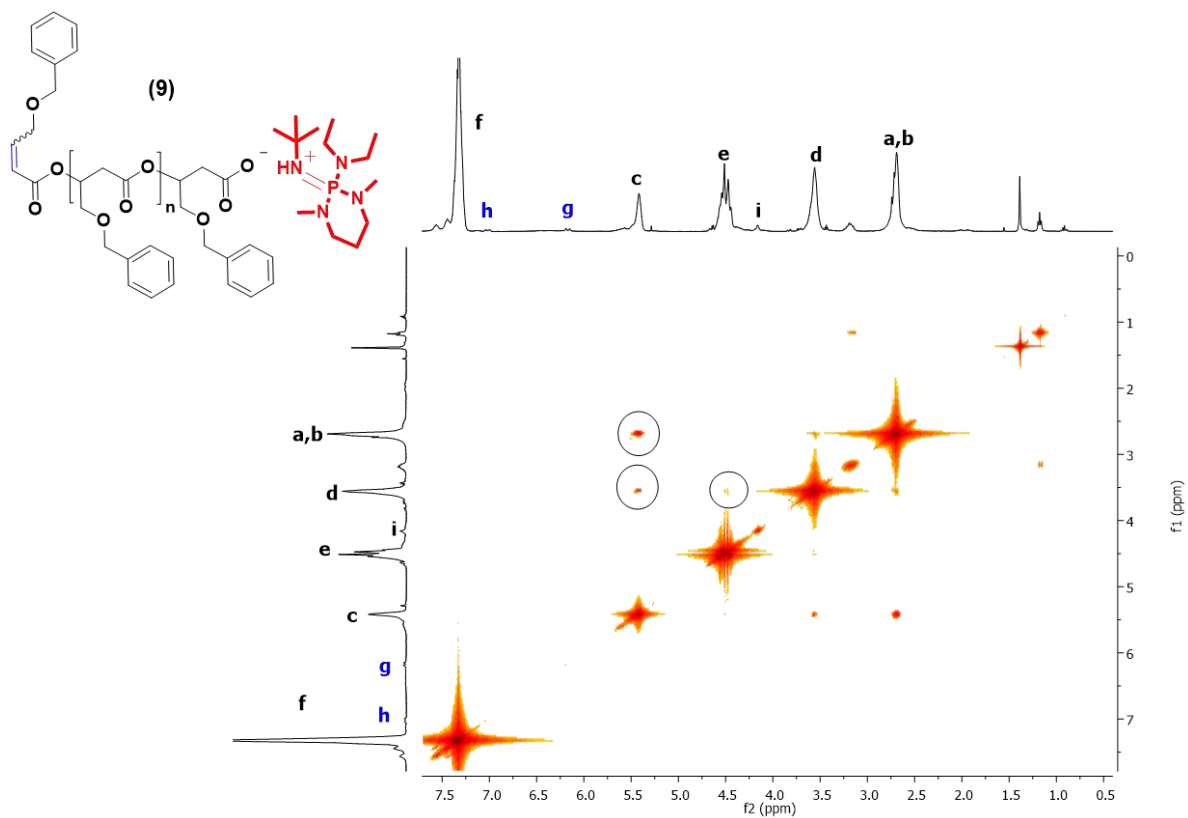 (9)
O
O
O
O
O
O
n
O
O
O
O
−
HN
+
N
P
N
N
f
h
g
c
e
i
d
a,b
a,b
d
i
e
c
g
f
h
0
1
2
3
4
5
6
7
f1 (ppm)
7.5 7.0 6.5 6.0 5.5 5.0 4.5 4.0 3.5 3.0 2.5 2.0 1.5 1.0 0.5
f2 (ppm)